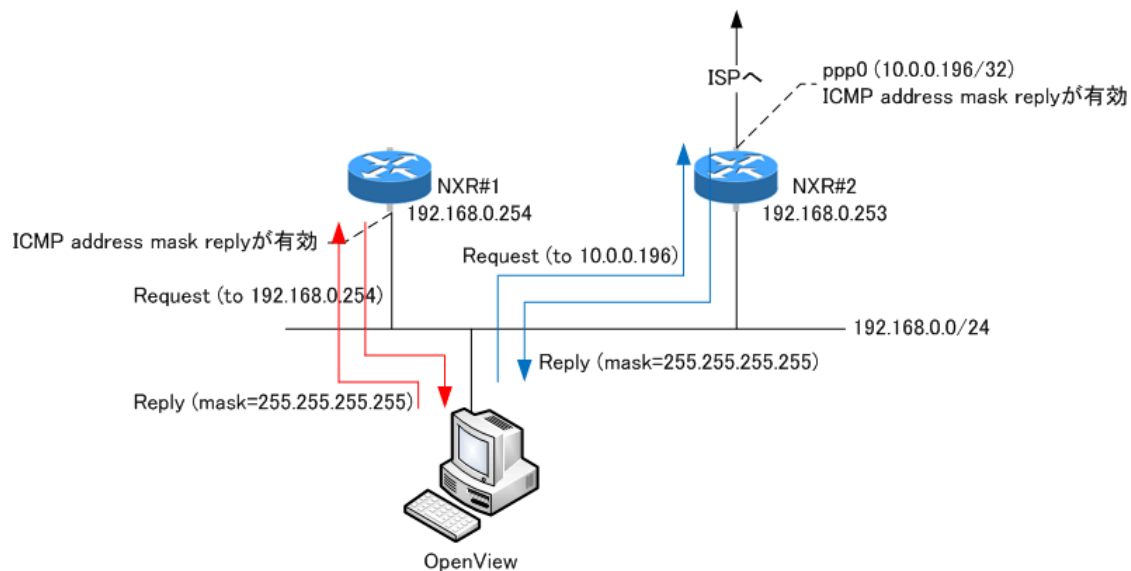 ISPへ
ppp0 (10.0.0.196/32)
ICMP address mask replyが有効
NXR#1
192.168.0.254
NXR#2
192.168.0.253
ICMP address mask replyが有効
Request (to 10.0.0.196)
Request (to 192.168.0.254)
192.168.0.0/24
Reply (mask=255.255.255.255)
Reply (mask=255.255.255.255)
OpenView